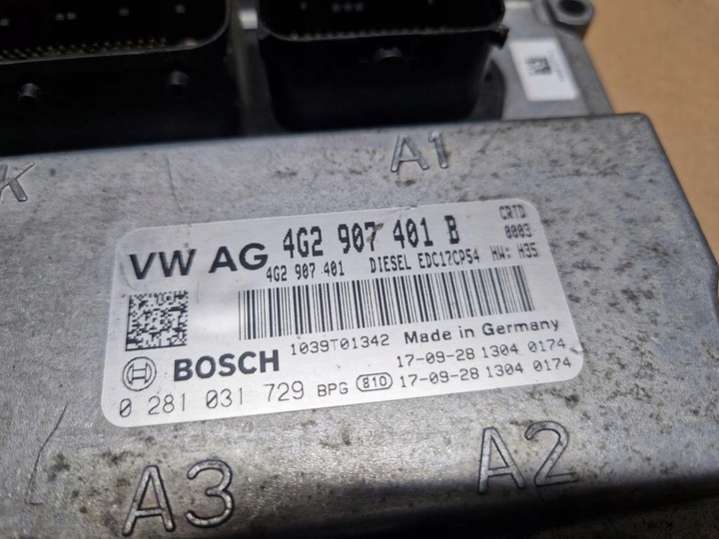 K
A1
VW AG 4G2 907 401 B CRTD
4G2 907 401 DIESEL EDC17CP54 0003
HW: H35
1039T01342 Made in Germany
BOSCH 17-09-28 1304 0174
0 281 031 729 BPG 810 17-09-28 1304 0174
A3 A2